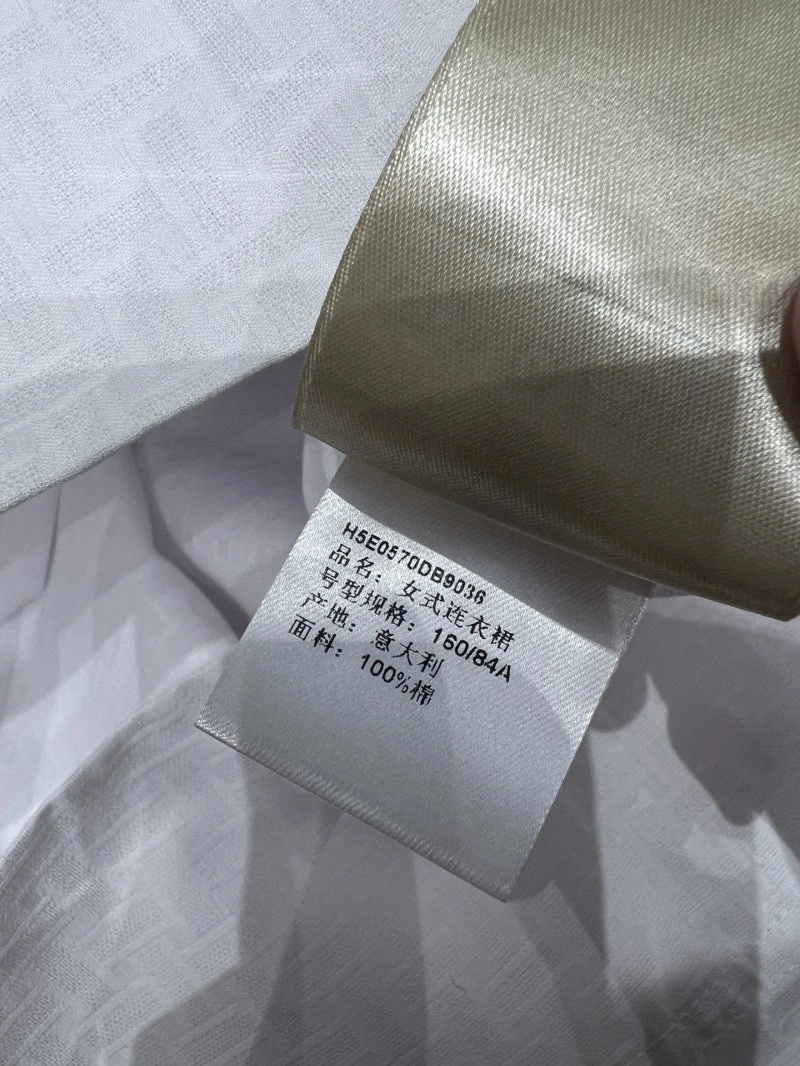 H5E0570DB9036
品名：女式连衣裙
号型规格：160/84A
产地：意大利
面料：100%棉